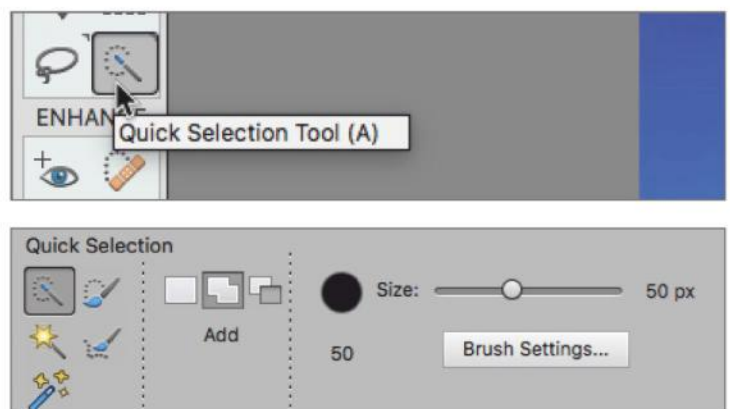 ENHANCE
Quick Selection Tool (A)
Quick Selection
Size: 50 px
Add
50
Brush Settings...